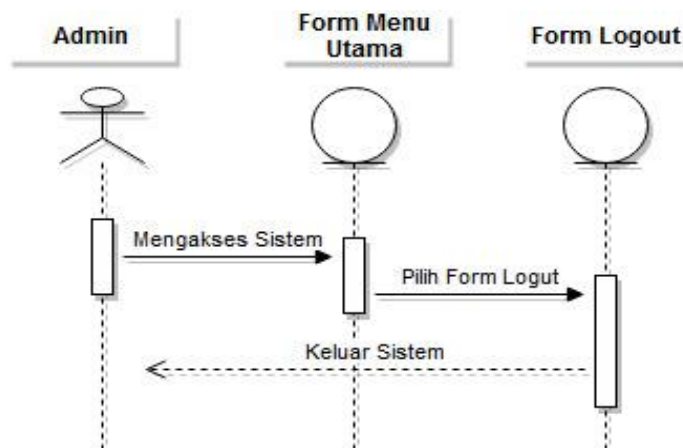 Admin
Form Menu
Utama
Form Logout
Mengakses Sistem
Pilih Form Logut
Keluar Sistem